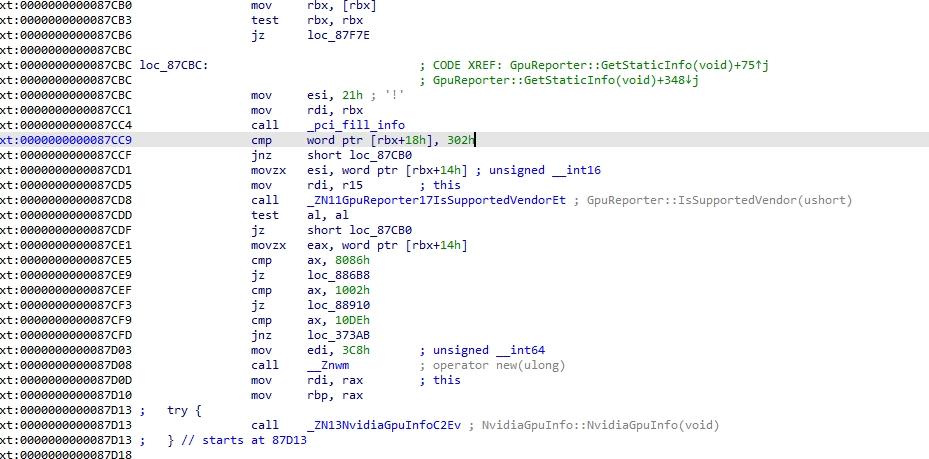 xt:0000000000087CB0 mov rbx, [rbx]
xt:0000000000087CB3 test rbx, rbx
xt:0000000000087CB6 jz loc_87F7E
xt:0000000000087CBC
xt:0000000000087CBC loc_87CBC: ; CODE XREF: GpuReporter::GetStaticInfo(void)+75↑j
xt:0000000000087CBC ; GpuReporter::GetStaticInfo(void)+348↓j
xt:0000000000087CBC mov esi, 21h ; '!'
xt:0000000000087CC1 mov rdi, rbx
xt:0000000000087CC4 call _pci_fill_info
xt:0000000000087CC9 cmp word ptr [rbx+18h], 302h
xt:0000000000087CCF jnz short loc_87CB0
xt:0000000000087CD1 movzx esi, word ptr [rbx+14h] ; unsigned __int16
xt:0000000000087CD5 mov rdi, r15 ; this
xt:0000000000087CD8 call _ZN11GpuReporter17IsSupportedVendorEt ; GpuReporter::IsSupportedVendor(ushort)
xt:0000000000087CDD test al, al
xt:0000000000087CDF jz short loc_87CB0
xt:0000000000087CE1 movzx eax, word ptr [rbx+14h]
xt:0000000000087CE5 cmp ax, 8086h
xt:0000000000087CE9 jz loc_886B8
xt:0000000000087CEF cmp ax, 1002h
xt:0000000000087CF3 jz loc_88910
xt:0000000000087CF9 cmp ax, 10DEh
xt:0000000000087CFD jnz loc_373AB
xt:0000000000087D03 mov edi, 3C8h ; unsigned __int64
xt:0000000000087D08 call __Znwm ; operator new(ulong)
xt:0000000000087D0D mov rdi, rax ; this
xt:0000000000087D10 mov rbp, rax
xt:0000000000087D13 ; try {
xt:0000000000087D13 call _ZN13NvidiaGpuInfoC2Ev ; NvidiaGpuInfo::NvidiaGpuInfo(void)
xt:0000000000087D13 ; } // starts at 87D13
xt:0000000000087D18